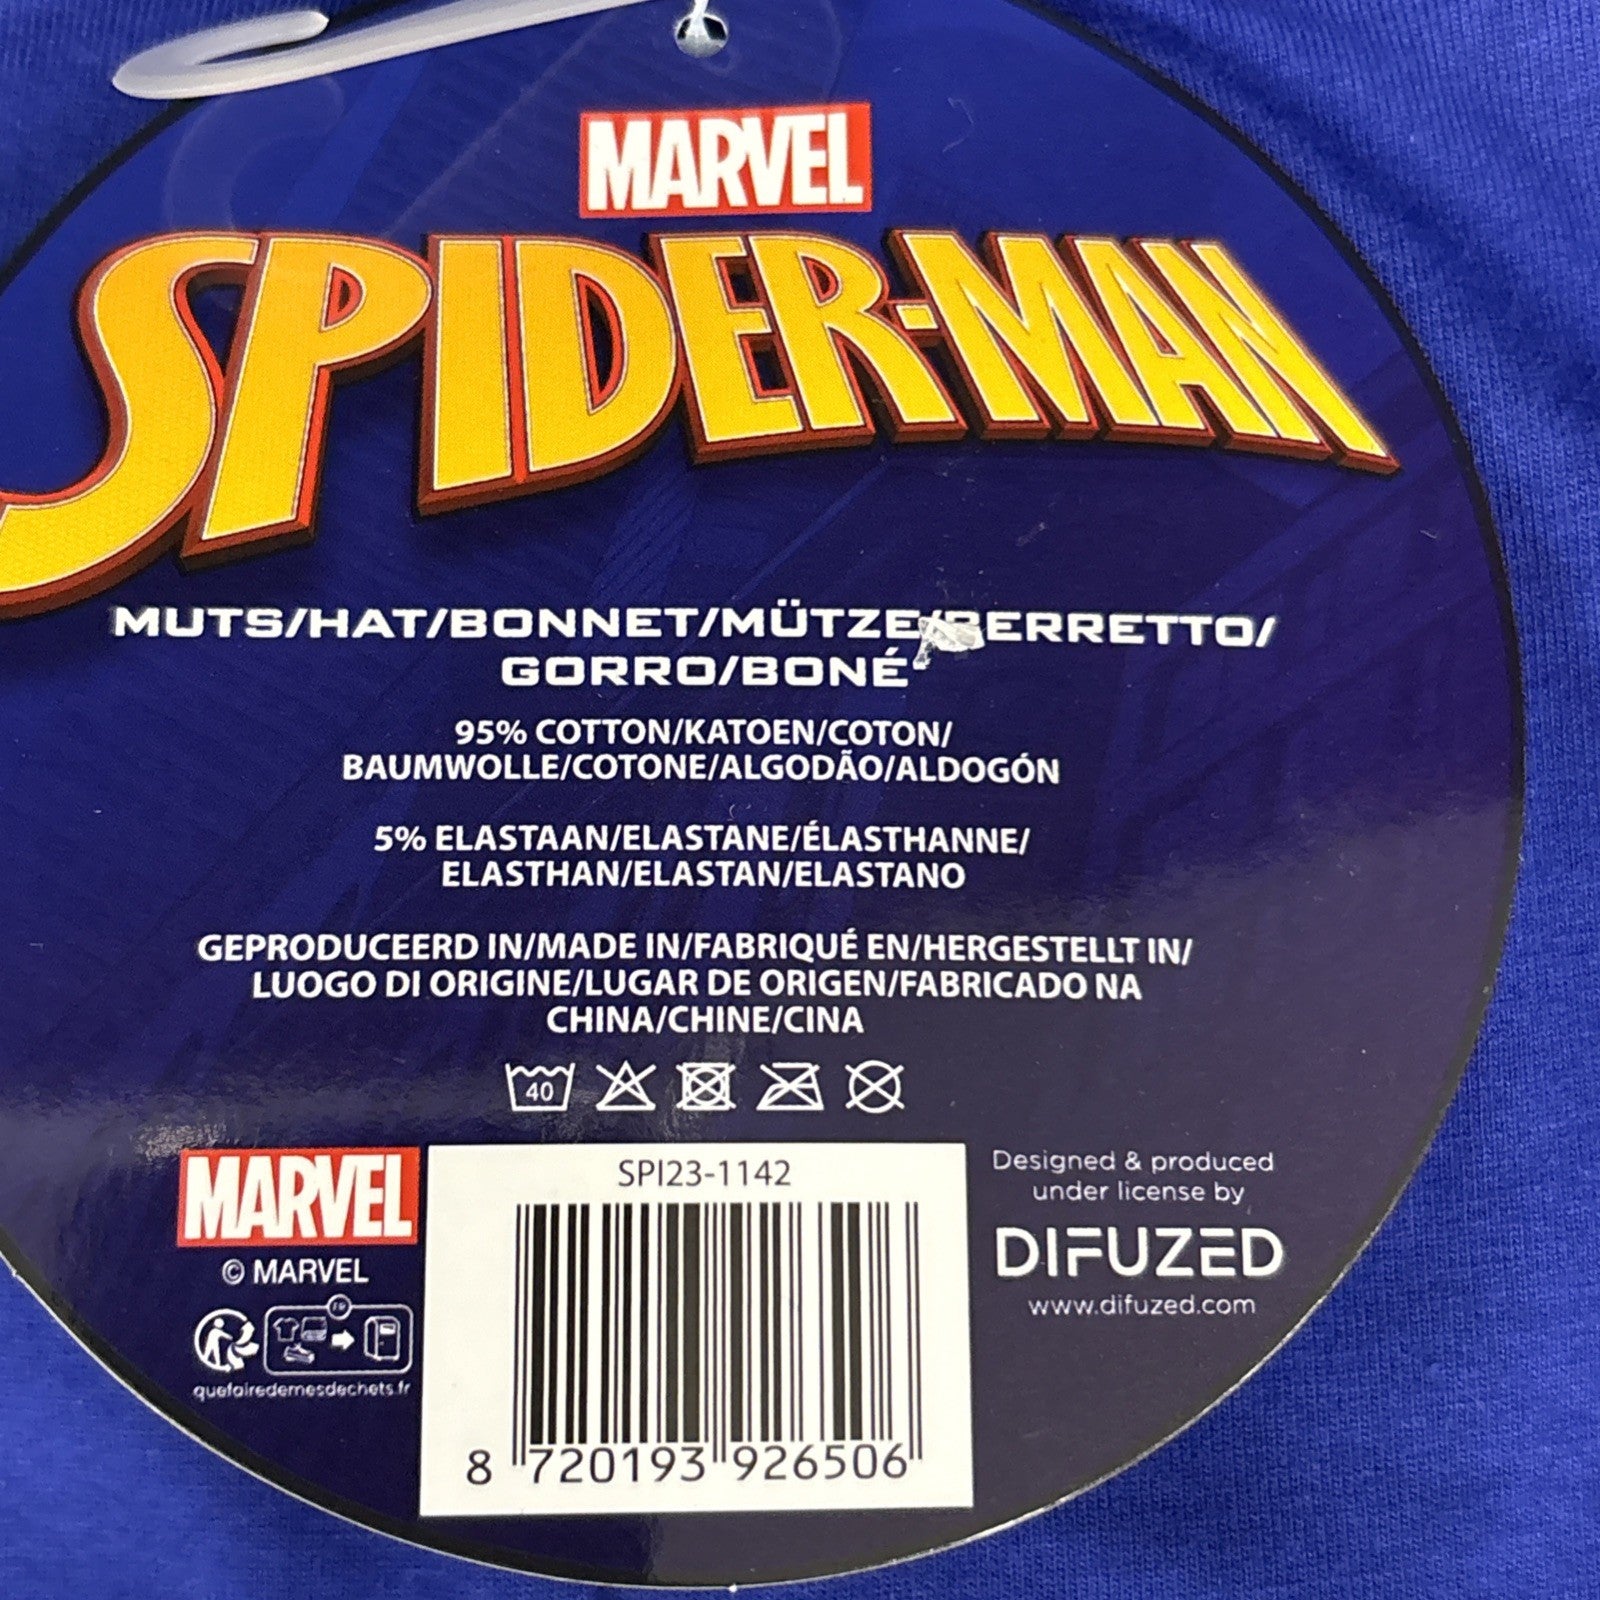 MARVEL
SPIDER-MAN
MUTS/HAT/BONNET/MÜTZE/BERRETTO/
GORRO/BONÉ
95% COTTON/KATOEN/COTON/
BAUMWOLLE/COTONE/ALGODÃO/ALDOGÓN
5% ELASTAAN/ELASTANE/ÉLASTHANNE/
ELASTHAN/ELASTAN/ELASTANO
GEPRODUCEERD IN/MADE IN/FABRIQUÉ EN/HERGESTELLT IN/
LUOGO DI ORIGINE/LUGAR DE ORIGEN/FABRICADO NA
CHINA/CHINE/CINA
40
MARVEL
© MARVEL
FR
quefairedemesdechets.fr
SPI23-1142
8 720193 926506
Designed & produced
under license by
DIFUZED
www.difuzed.com